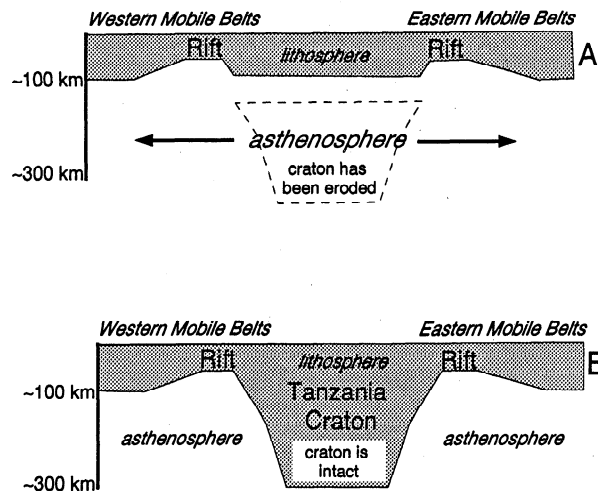 Western Mobile Belts Eastern Mobile Belts
Rift lithosphere Rift A
~100 km
asthenosphere
craton has
been eroded
~300 km
Western Mobile Belts Eastern Mobile Belts
Rift lithosphere Rift B
~100 km Tanzania
Craton
asthenosphere craton is asthenosphere
intact
~300 km